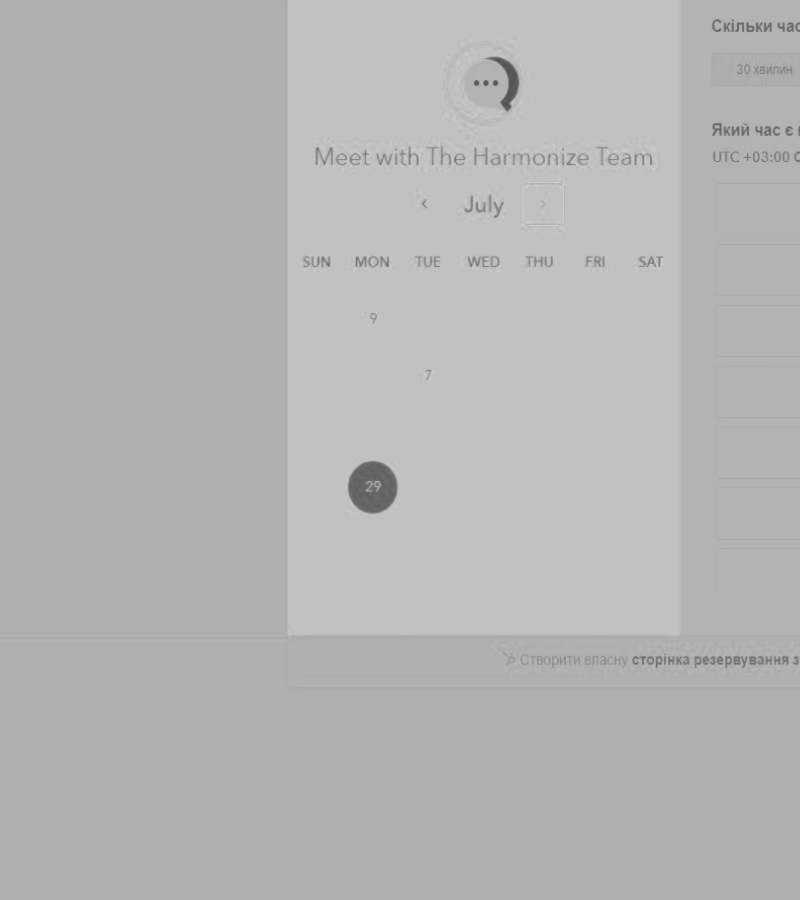 Meet with The Harmonize Team
July
SUN MON TUE WED THU FRI SAT
9
7
29
Скільки час
30 хвилин
Який час є
UTC +03:00
Створити власну сторінка резервування з